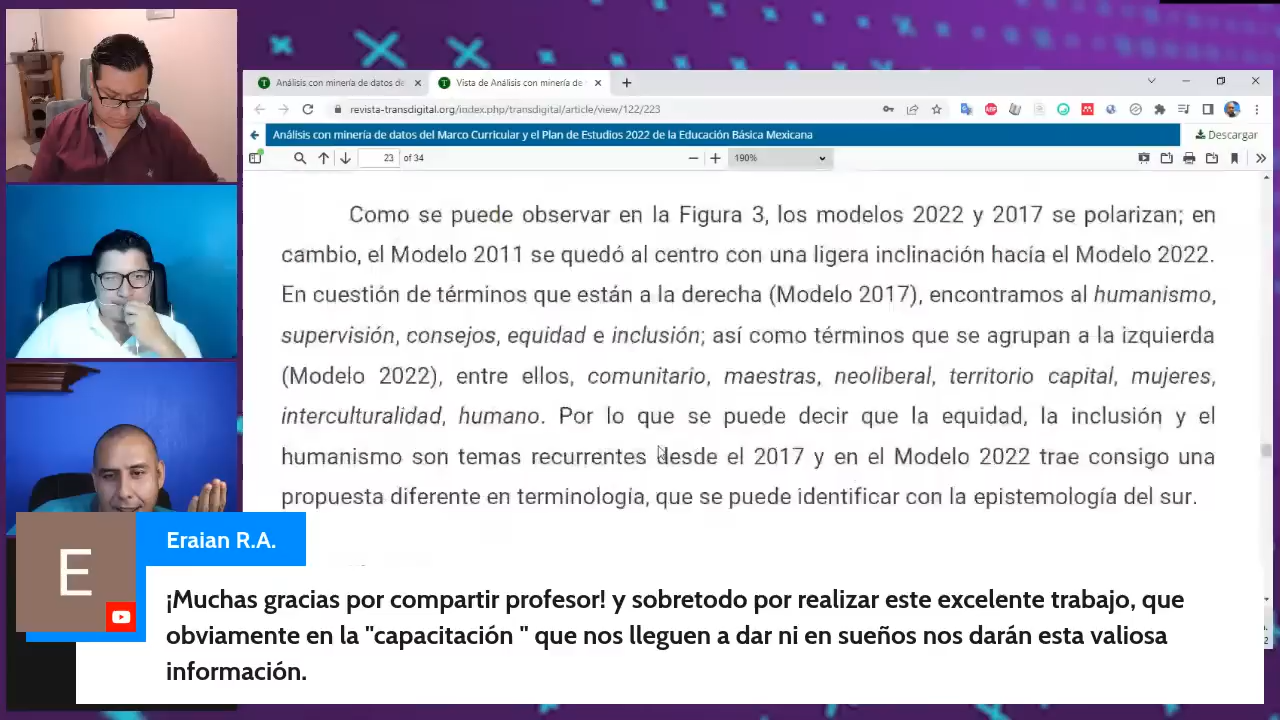 Análisis con minería de datos de
Vista de Análisis con minería de
revista-transdigital.org/index.php/transdigital/article/view/122/223
Análisis con minería de datos del Marco Curricular y el Plan de Estudios 2022 de la Educación Básica Mexicana
Descargar
23 of 34
190%
Como se puede observar en la Figura 3, los modelos 2022 y 2017 se polarizan; en
cambio, el Modelo 2011 se quedó al centro con una ligera inclinación hacía el Modelo 2022.
En cuestión de términos que están a la derecha (Modelo 2017), encontramos al humanismo,
supervisión, consejos, equidad e inclusión; así como términos que se agrupan a la izquierda
(Modelo 2022), entre ellos, comunitario, maestras, neoliberal, territorio capital, mujeres,
interculturalidad, humano. Por lo que se puede decir que la equidad, la inclusión y el
humanismo son temas recurrentes desde el 2017 y en el Modelo 2022 trae consigo una
propuesta diferente en terminología, que se puede identificar con la epistemología del sur.
E
Eraian R.A.
¡Muchas gracias por compartir profesor! y sobretodo por realizar este excelente trabajo, que
obviamente en la "capacitación " que nos lleguen a dar ni en sueños nos darán esta valiosa
información.